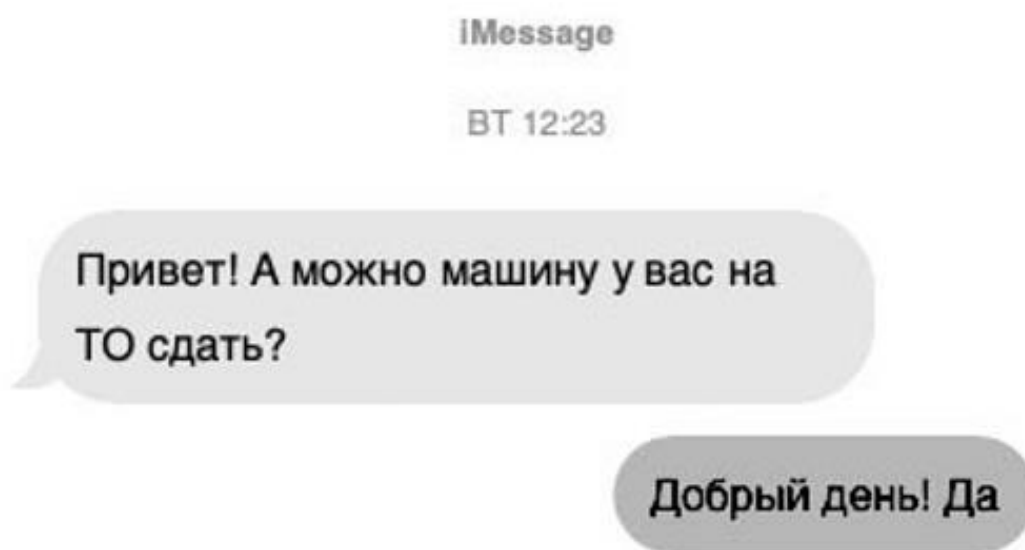 iMessage
ВТ 12:23
Привет! А можно машину у вас на
ТО сдать?
Добрый день! Да